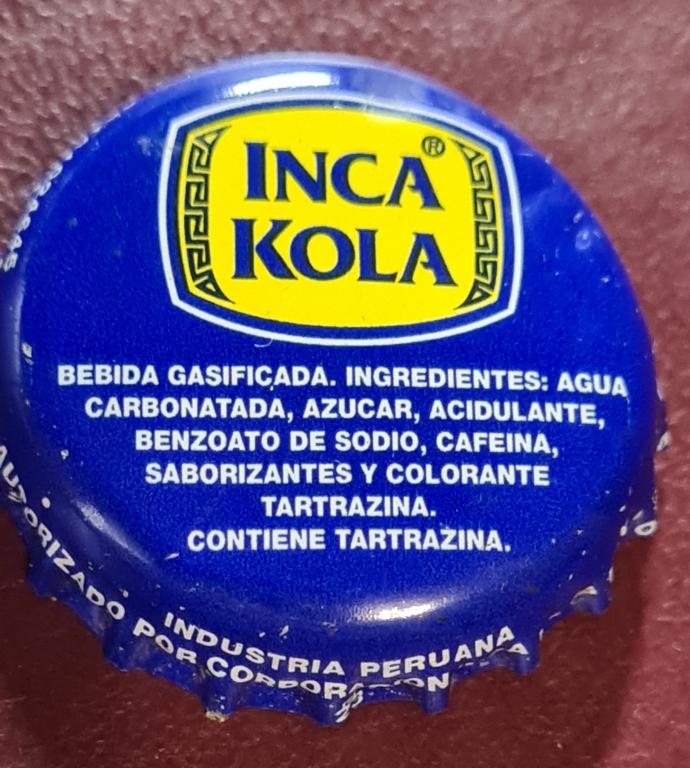 INCA ®
KOLA
BEBIDA GASIFICADA. INGREDIENTES: AGUA
CARBONATADA, AZUCAR, ACIDULANTE,
BENZOATO DE SODIO, CAFEINA,
SABORIZANTES Y COLORANTE
TARTRAZINA.
CONTIENE TARTRAZINA.
INDUSTRIA PERUANA
AUTORIZADO POR CORPORACION